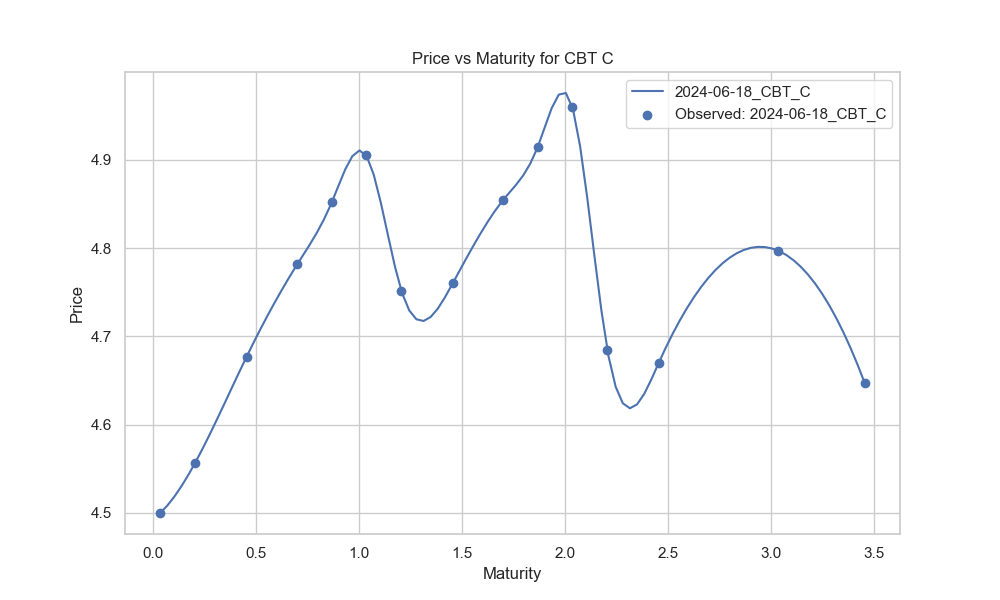 Price vs Maturity for CBT C
2024-06-18_CBT_C
Observed: 2024-06-18_CBT_C
Price
4.9
4.8
4.7
4.6
4.5
0.0 0.5 1.0 1.5 2.0 2.5 3.0 3.5
Maturity